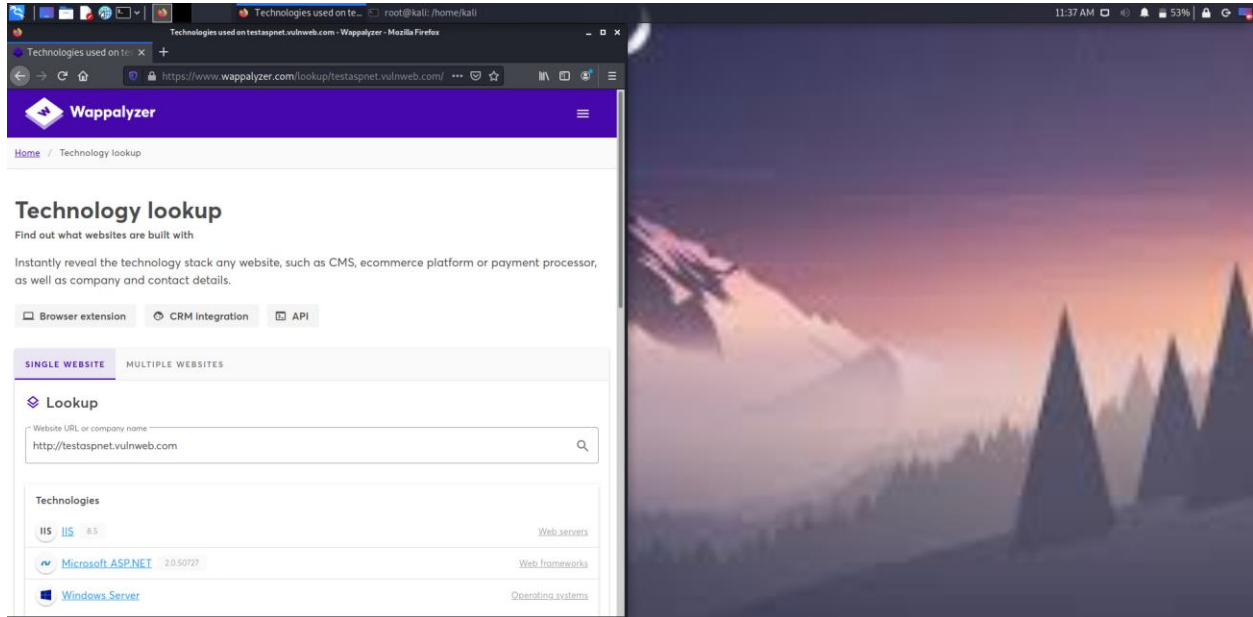 Technologies used on te...
root@kali: /home/kali
11:37 AM
53%
Technologies used on testaspnet.vulnweb.com - Wappalyzer - Mozilla Firefox
Technologies used on tes
https://www.wappalyzer.com/lookup/testaspnet.vulnweb.com/
Wappalyzer
Home / Technology lookup
Technology lookup
Find out what websites are built with
Instantly reveal the technology stack any website, such as CMS, ecommerce platform or payment processor,
as well as company and contact details.
Browser extension
CRM integration
API
SINGLE WEBSITE
MULTIPLE WEBSITES
Lookup
Website URL or company name
http://testaspnet.vulnweb.com
Technologies
IIS IIS 8.5
Web servers
Microsoft ASP.NET 2.0.50727
Web frameworks
Windows Server
Operating systems